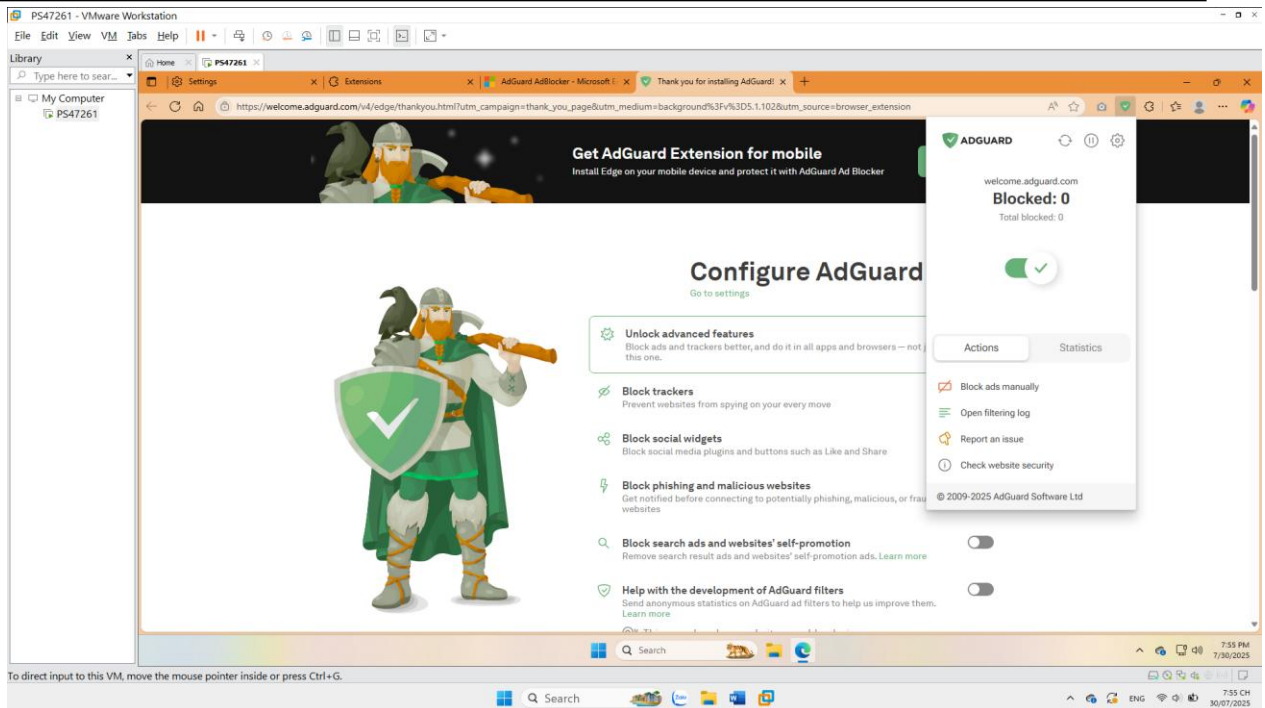 PS47261 - VMware Workstation
File Edit View VM Tabs Help
Library
Type here to sear...
My Computer
PS47261
Home
PS47261
Settings
Extensions
AdGuard AdBlocker - Microsoft E
Thank you for installing AdGuard!
https://welcome.adguard.com/v4/edge/thankyou.html?utm_campaign=thank_you_page&utm_medium=background%3Fv%3D5.1.102&utm_source=browser_extension
Get AdGuard Extension for mobile
Install Edge on your mobile device and protect it with AdGuard Ad Blocker
ADGUARD
welcome.adguard.com
Blocked: 0
Total blocked: 0
Actions
Statistics
Block ads manually
Open filtering log
Report an issue
Check website security
© 2009-2025 AdGuard Software Ltd
Configure AdGuard
Go to settings
Unlock advanced features
Block ads and trackers better, and do it in all apps and browsers — not
this one.
Block trackers
Prevent websites from spying on your every move
Block social widgets
Block social media plugins and buttons such as Like and Share
Block phishing and malicious websites
Get notified before connecting to potentially phishing, malicious, or frau
websites
Block search ads and websites' self-promotion
Remove search result ads and websites' self-promotion ads. Learn more
Help with the development of AdGuard filters
Send anonymous statistics on AdGuard ad filters to help us improve them.
Learn more
Search
7:55 PM
7/30/2025
To direct input to this VM, move the mouse pointer inside or press Ctrl+G.
Search
Zalo
ENG
7:55 CH
30/07/2025